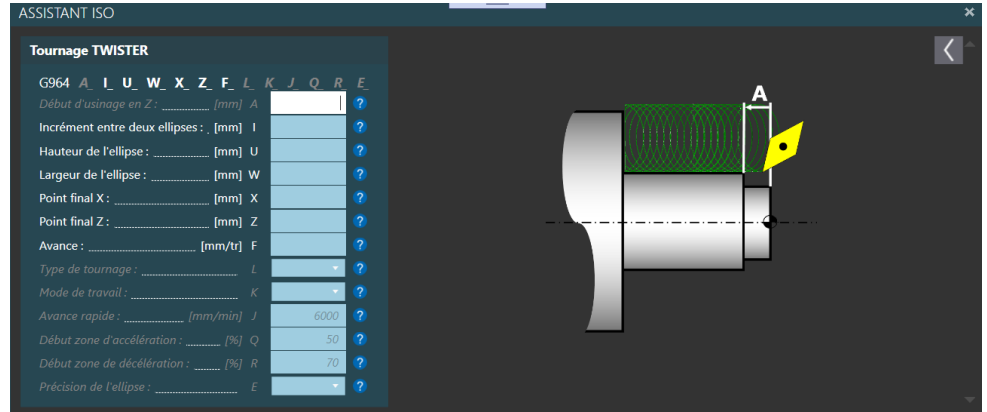 ASSISTANT ISO ×
Tournage TWISTER
G964 A_ I_ U_ W_ X_ Z_ F_ L_ K_ J_ Q_ R_ E_
Début d'usinage en Z : [mm] A ?
Incrément entre deux ellipses : [mm] I ?
Hauteur de l'ellipse : [mm] U ?
Largeur de l'ellipse : [mm] W ?
Point final X : [mm] X ?
Point final Z : [mm] Z ?
Avance : [mm/tr] F ?
Type de tournage : L ?
Mode de travail : K ?
Avance rapide : [mm/min] J 6000 ?
Début zone d'accélération : [%] Q 50 ?
Début zone de décélération : [%] R 70 ?
Précision de l'ellipse : E ?
A